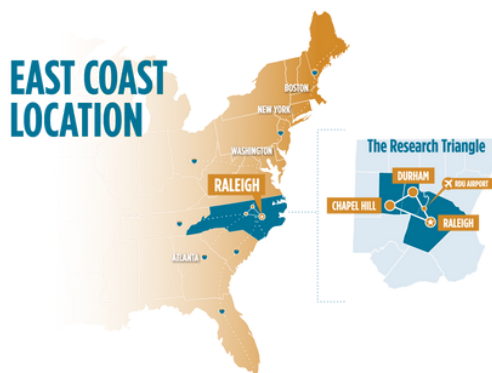 EAST COAST
LOCATION
BOSTON
NEW YORK
WASHINGTON
RALEIGH
ATLANTA
The Research Triangle
DURHAM
RDU AIRPORT
CHAPEL HILL
RALEIGH